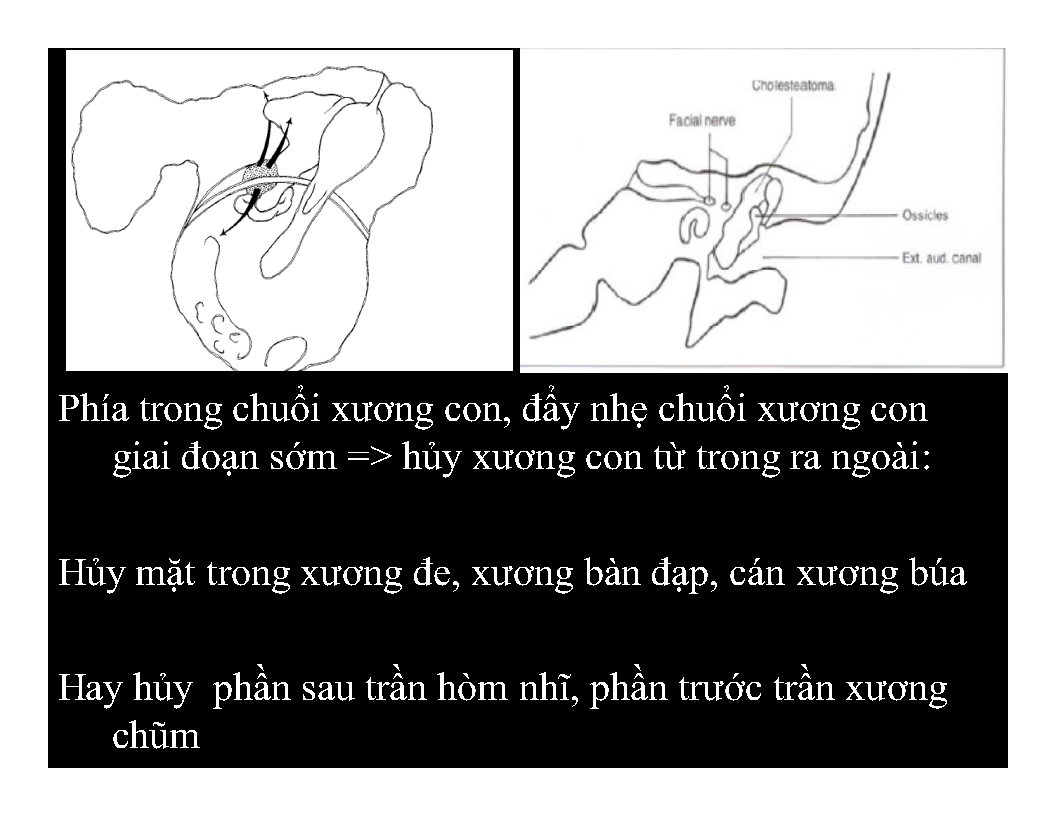 Cholesteatoma
Facial nerve
Ossicles
Ext. aud. canal
Phía trong chuổi xương con, đẩy nhẹ chuổi xương con
giai đoạn sớm => hủy xương con từ trong ra ngoài:
Hủy mặt trong xương đe, xương bàn đạp, cán xương búa
Hay hủy phần sau trần hòm nhĩ, phần trước trần xương
chũm